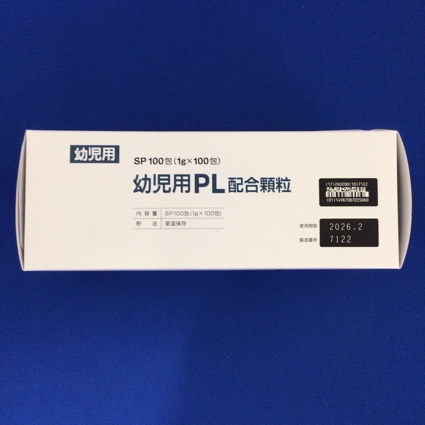 幼児用
SP 100包(1g×100包)
幼児用PL配合顆粒
内容量 SP100包(1g×100包)
貯法 室温保存
使用期限 2026.2
製造番号 7122